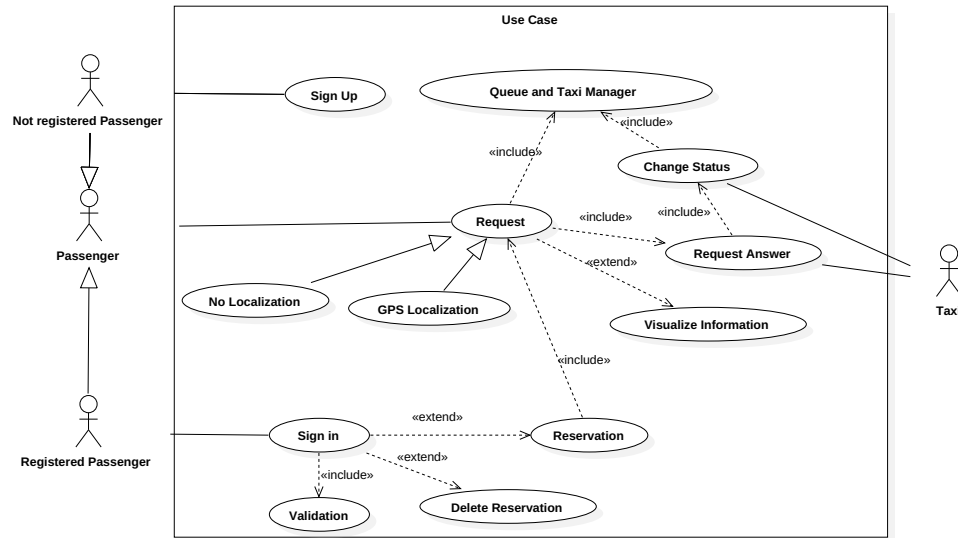 Use Case
Sign Up
Queue and Taxi Manager
Not registered Passenger
«include»
«include»
Change Status
«include»
«include»
Request
Request Answer
Passenger
«extend»
No Localization
GPS Localization
Taxi
Visualize Information
«include»
«extend»
Sign in
Reservation
Registered Passenger
«extend»
«include»
Delete Reservation
Validation